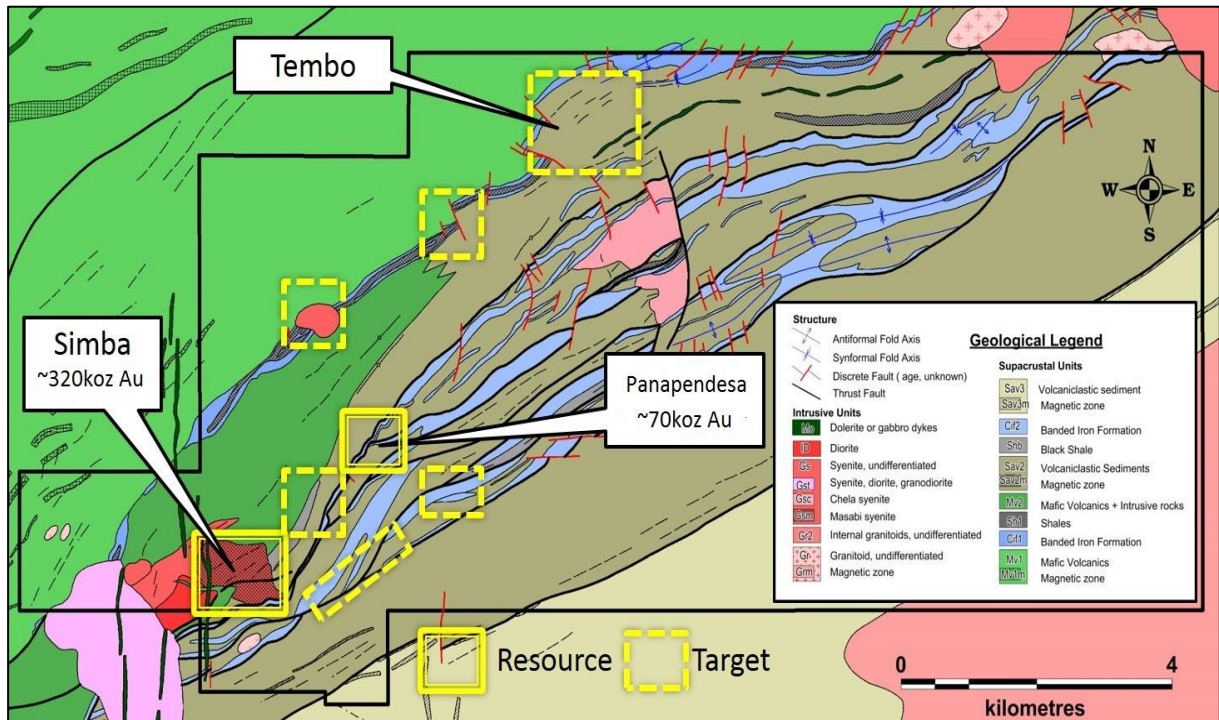 Tembo
N
W E
S
Simba
~320koz Au
Panapendesa
~70koz Au
Structure
Antiformal Fold Axis
Synformal Fold Axis
Discrete Fault ( age, unknown)
Thrust Fault
Intrusive Units
Mo Dolerite or gabbro dykes
ID Diorite
Gs Syenite, undifferentiated
Gst Syenite, diorite, granodiorite
Gsc Chela syenite
Gsm Masabi syenite
Gr2 Internal granitoids, undifferentiated
Gr Granitoid, undifferentiated
Grm Magnetic zone
Geological Legend
Supacrustal Units
Sav3 Volcaniclastic sediment
Sav3m Magnetic zone
Cif2 Banded Iron Formation
Shb Black Shale
Sav2 Volcaniclastic Sediments
Sav2m Magnetic zone
Mv2 Mafic Volcanics + Intrusive rocks
Sh1 Shales
Cif1 Banded Iron Formation
Mv1 Mafic Volcanics
Mv1m Magnetic zone
Resource
Target
0 4
kilometres